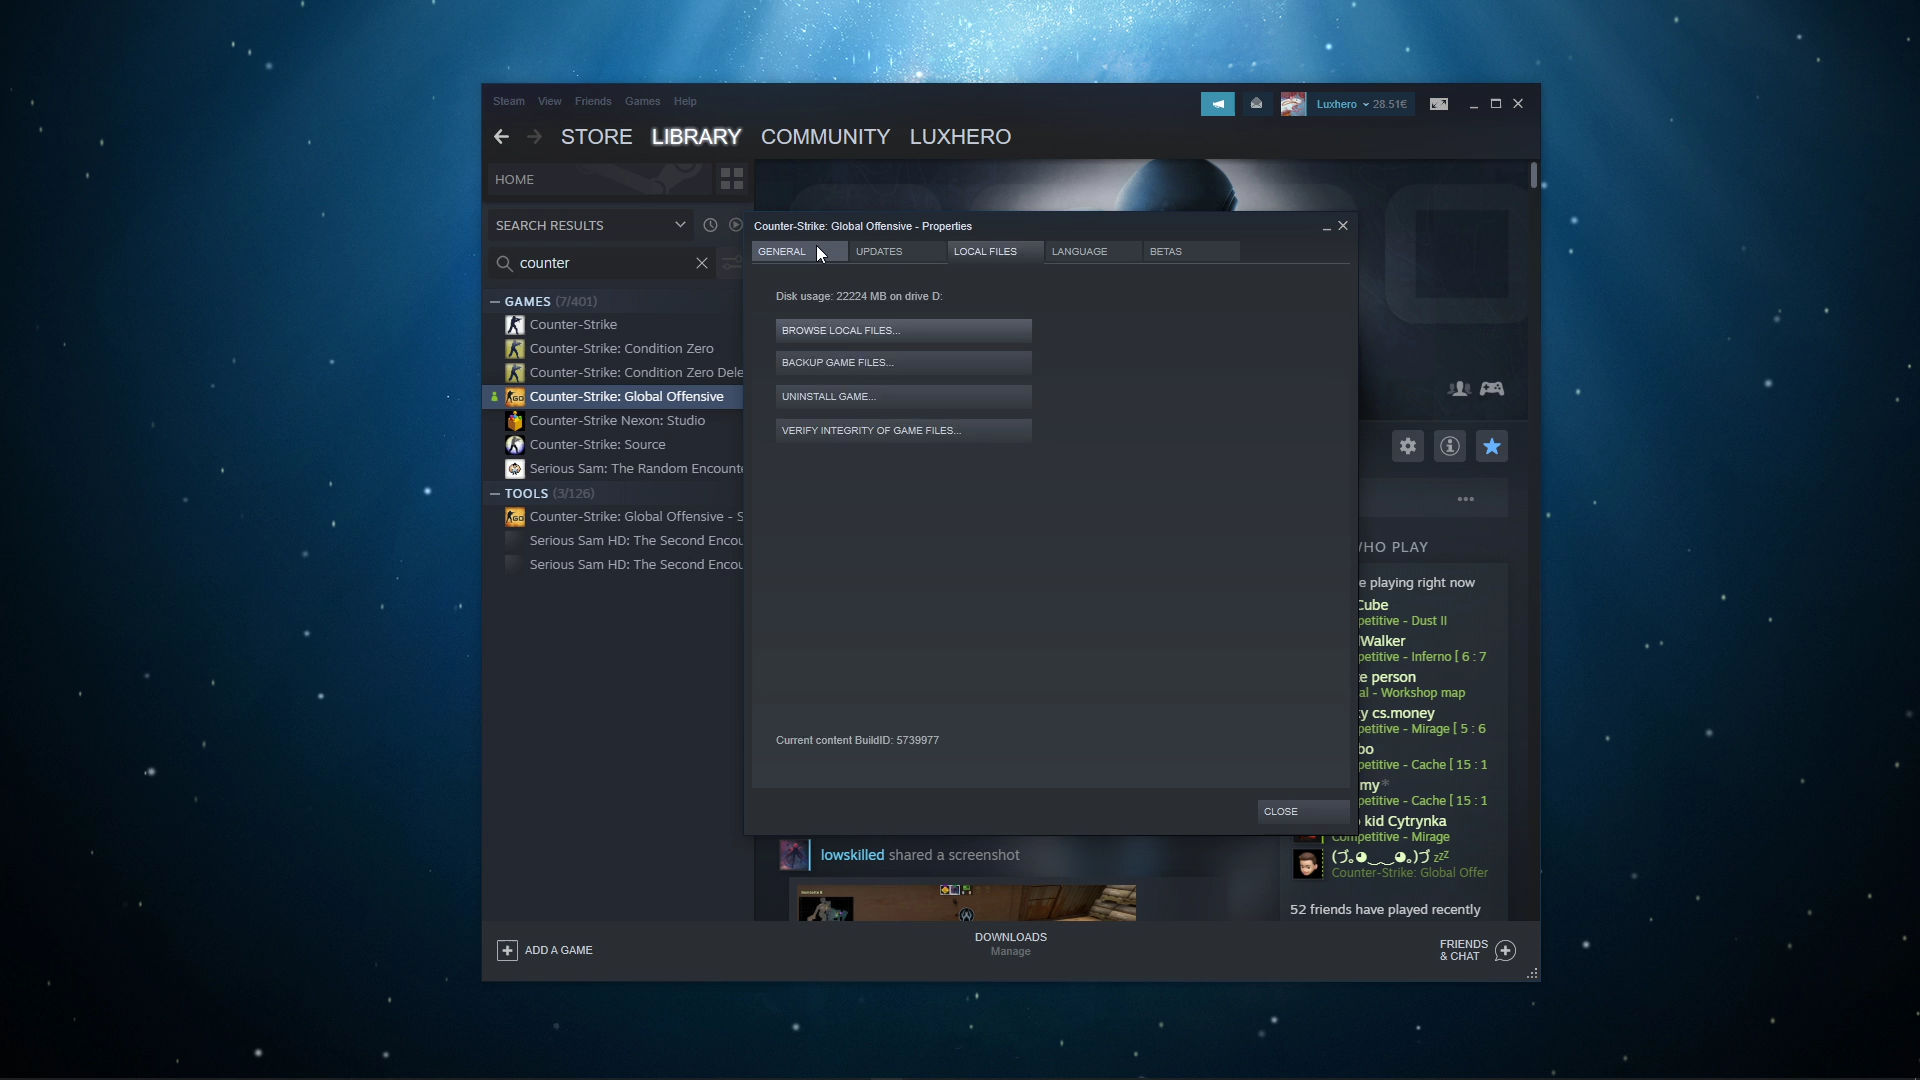 Steam View Friends Games Help
Luxhero 28.51€
STORE LIBRARY COMMUNITY LUXHERO
HOME
SEARCH RESULTS
counter
GAMES (7/401)
Counter-Strike
Counter-Strike: Condition Zero
Counter-Strike: Condition Zero Dele
Counter-Strike: Global Offensive
Counter-Strike Nexon: Studio
Counter-Strike: Source
Serious Sam: The Random Encounte
TOOLS (3/126)
Counter-Strike: Global Offensive - S
Serious Sam HD: The Second Encou
Serious Sam HD: The Second Encou
Counter-Strike: Global Offensive - Properties
GENERAL UPDATES LOCAL FILES LANGUAGE BETAS
Disk usage: 22224 MB on drive D:
BROWSE LOCAL FILES...
BACKUP GAME FILES...
UNINSTALL GAME...
VERIFY INTEGRITY OF GAME FILES...
Current content BuildID: 5739977
CLOSE
HO PLAY
e playing right now
Cube
petitive - Dust II
Walker
petitive - Inferno [ 6 : 7
e person
al - Workshop map
y cs.money
petitive - Mirage [ 5 : 6
bo
petitive - Cache [ 15 : 1
my*
petitive - Cache [ 15 : 1
kid Cytrynka
Competitive - Mirage
(づ｡◕‿‿◕｡)づ zzz
Counter-Strike: Global Offer
52 friends have played recently
lowskilled shared a screenshot
ADD A GAME
DOWNLOADS
Manage
FRIENDS
& CHAT